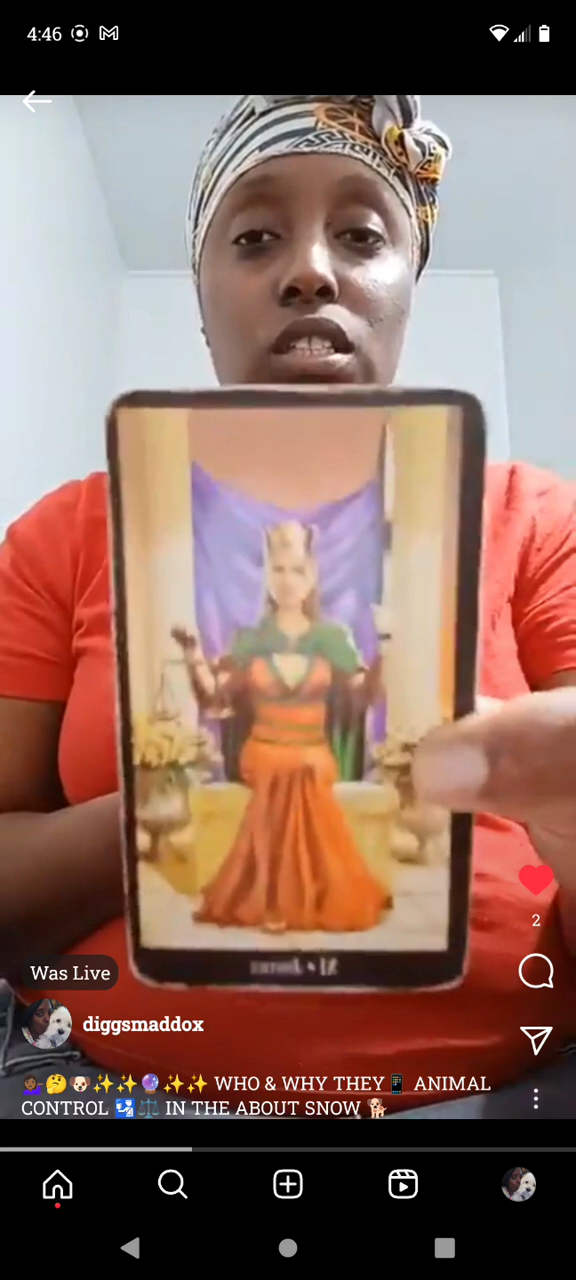 4:46
Was Live
diggsmaddox
💁🏾‍♀️🤔🐶✨✨🔮✨✨ WHO & WHY THEY📱 ANIMAL
CONTROL 🛂⚖️ IN THE ABOUT SNOW 🐕
2